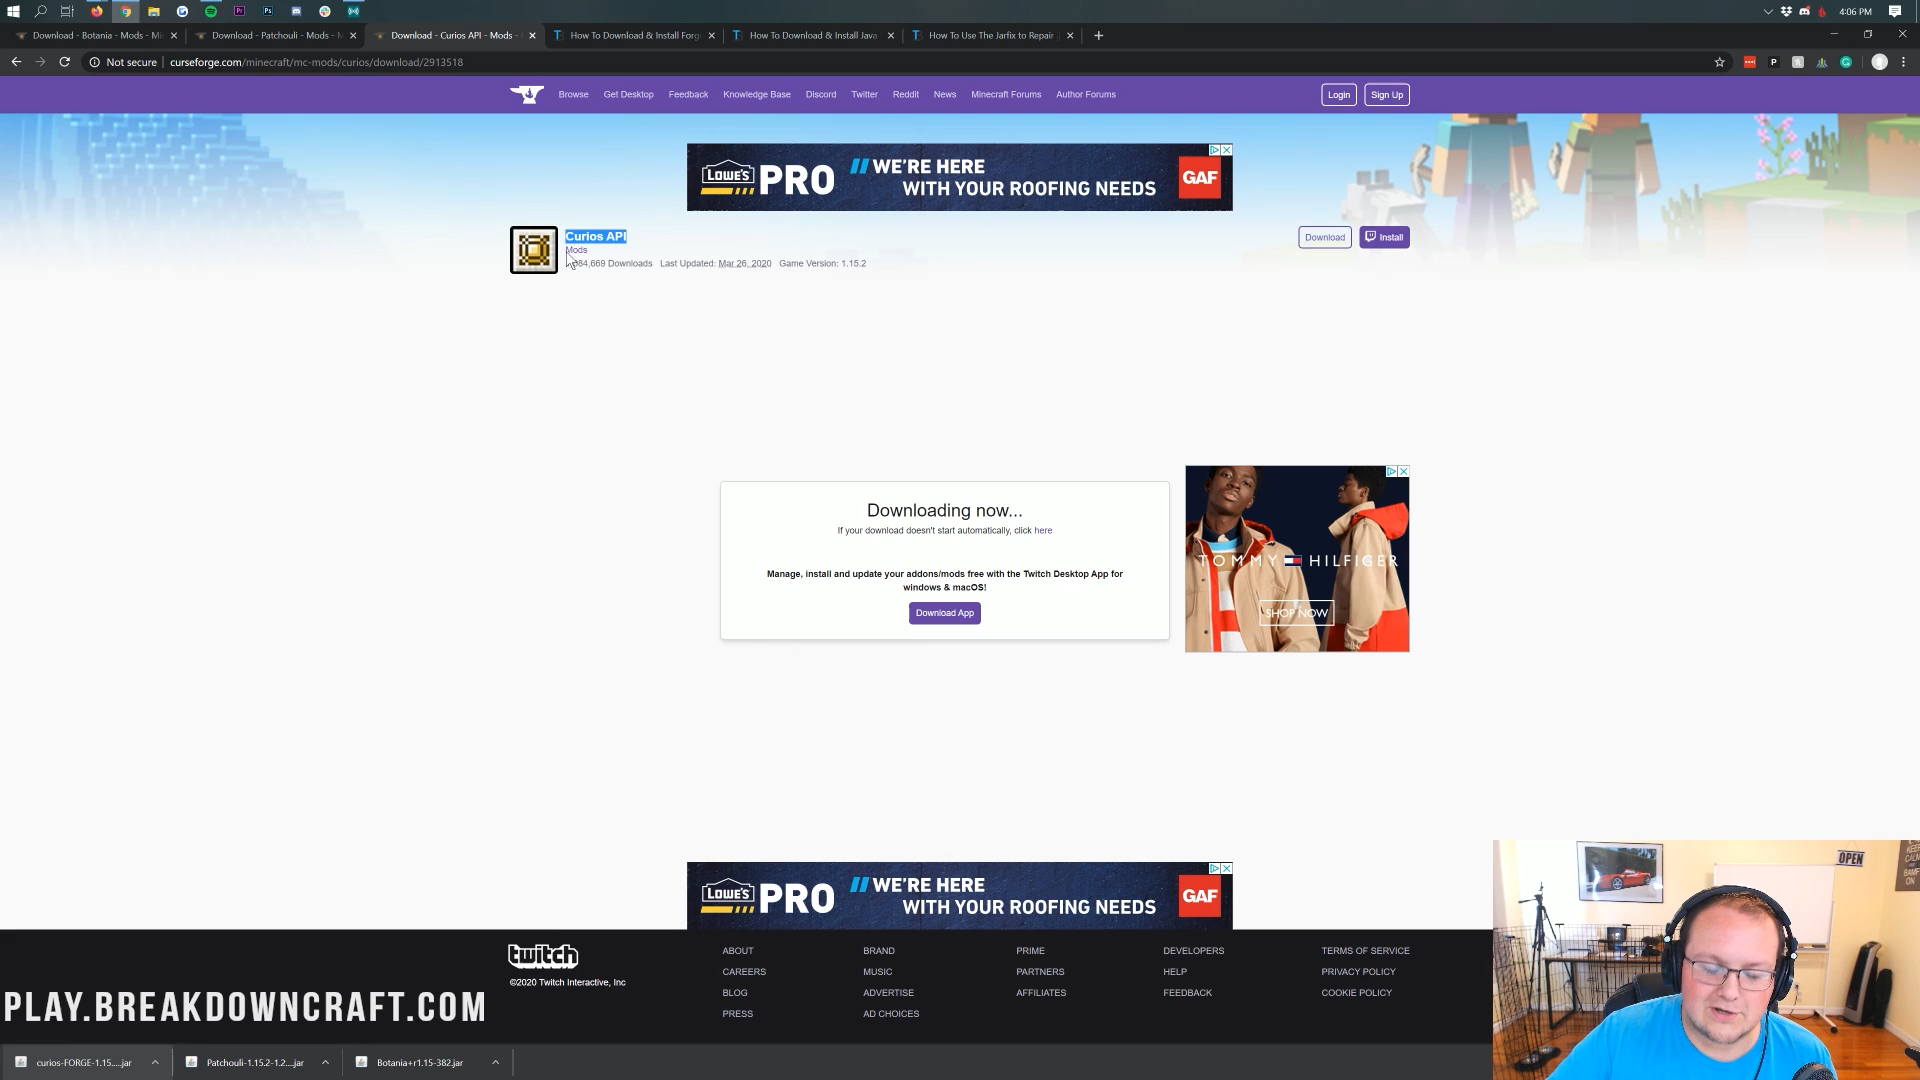 4:06 PM
Download - Botania - Mods - Mi
Download - Patchouli - Mods - M
Download - Curios API - Mods -
How To Download & Install Forg
How To Download & Install Java
How To Use The Jarfix to Repair
Not secure
curseforge.com/minecraft/mc-mods/curios/download/2913518
Browse
Get Desktop
Feedback
Knowledge Base
Discord
Twitter
Reddit
News
Minecraft Forums
Author Forums
Login
Sign Up
LOWE'S PRO
WE'RE HERE
WITH YOUR ROOFING NEEDS
GAF
Curios API
Mods
84,669 Downloads Last Updated: Mar 26, 2020 Game Version: 1.15.2
Download
Install
Downloading now...
If your download doesn't start automatically, click here
Manage, install and update your addons/mods free with the Twitch Desktop App for
windows & macOS!
Download App
TOMMY HILFIGER
SHOP NOW
LOWE'S PRO
WE'RE HERE
WITH YOUR ROOFING NEEDS
GAF
twitch
©2020 Twitch Interactive, Inc
ABOUT
CAREERS
BLOG
PRESS
BRAND
MUSIC
ADVERTISE
AD CHOICES
PRIME
PARTNERS
AFFILIATES
DEVELOPERS
HELP
FEEDBACK
TERMS OF SERVICE
PRIVACY POLICY
COOKIE POLICY
OPEN
KEEP
CALM
BAMF
ON
PLAY.BREAKDOWNCRAFT.COM
curios-FORGE-1.15....jar
Patchouli-1.15.2-1.2....jar
Botania+r1.15-382.jar